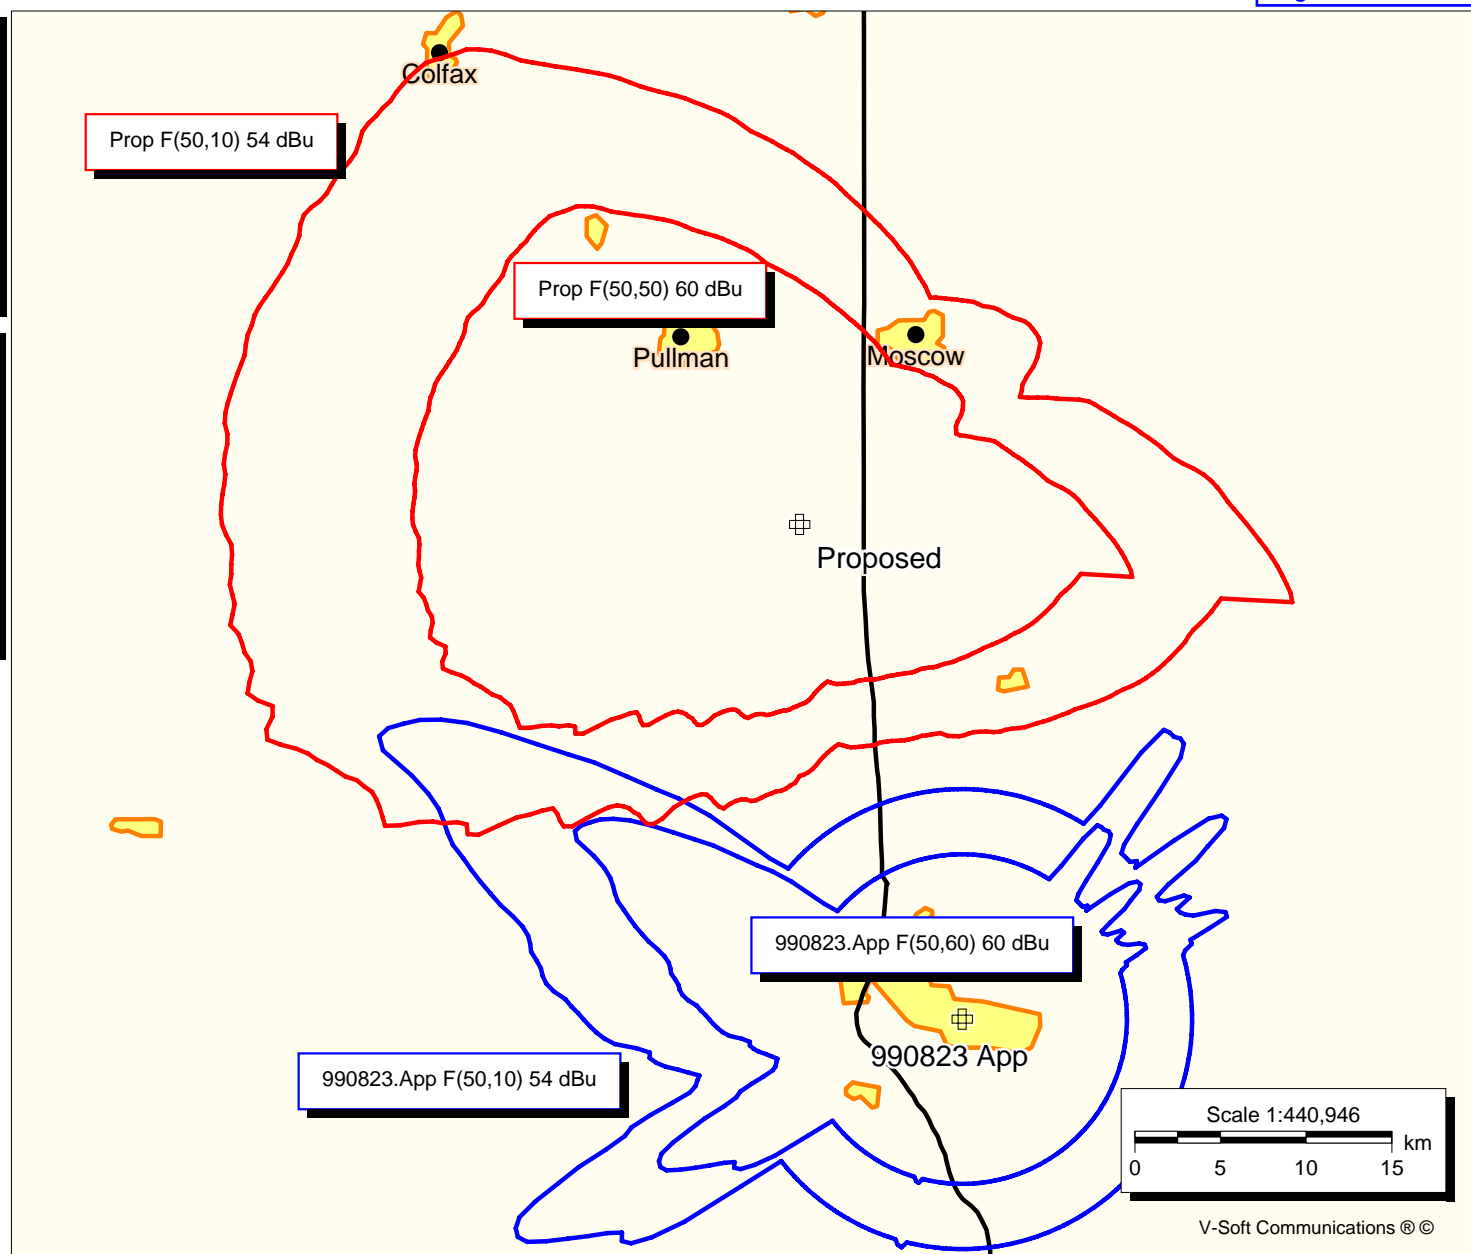 Colfax
Prop F(50,10) 54 dBu
Prop F(50,50) 60 dBu
Pullman
Moscow
Proposed
990823.App F(50,60) 60 dBu
990823 App
990823.App F(50,10) 54 dBu
Scale 1:440,946
km
0 5 10 15
V-Soft Communications ® ©